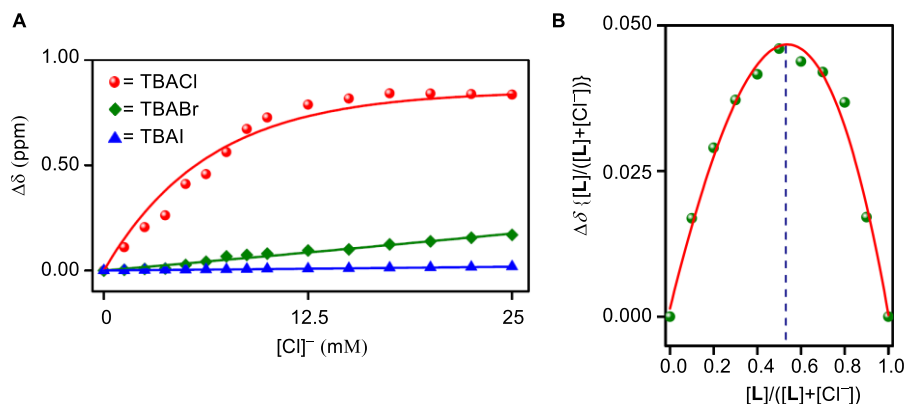 A
Δδ (ppm)
1.00
0.50
0.00
= TBACl
= TBABr
= TBAI
0
12.5
25
[Cl]⁻ (mM)
B
Δδ {[L]/([L]+[Cl⁻])}
0.050
0.025
0.000
0.0 0.2 0.4 0.6 0.8 1.0
[L]/([L]+[Cl⁻])